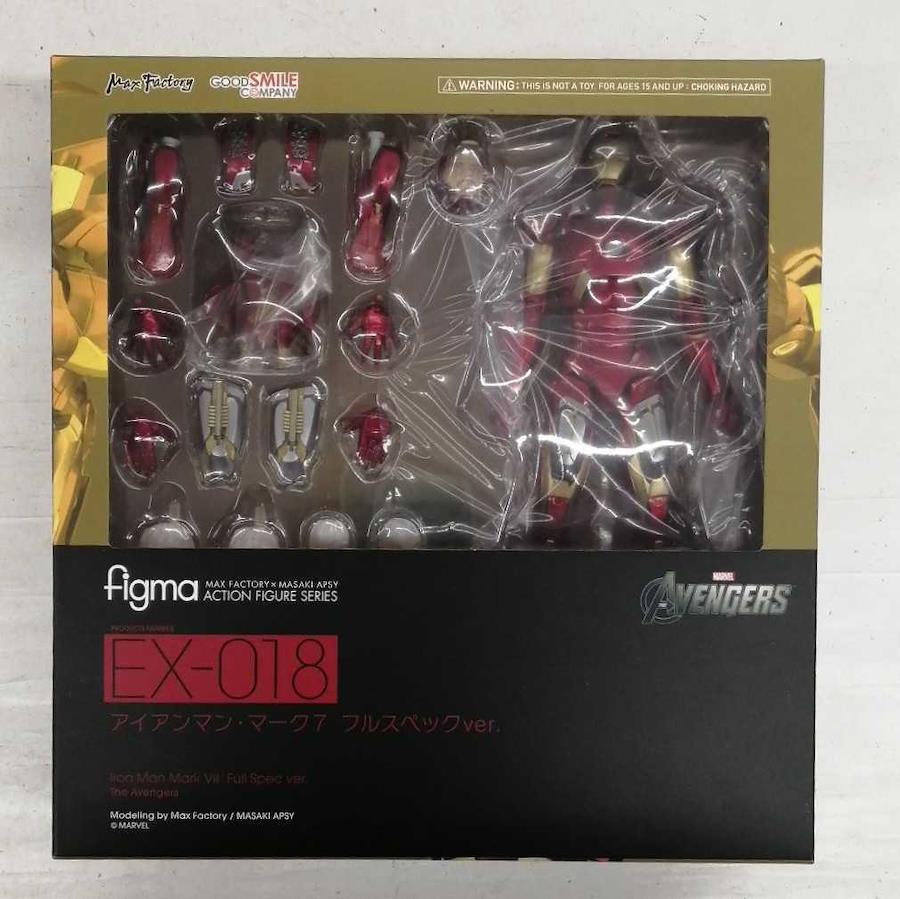 Max Factory
GOOD SMILE COMPANY
WARNING : THIS IS NOT A TOY. FOR AGES 15 AND UP : CHOKING HAZARD
figma
MAX FACTORY × MASAKI APSY
ACTION FIGURE SERIES
MARVEL
AVENGERS
PRODUCTS NUMBER
EX-018
アイアンマン・マーク7 フルスペックver.
Iron Man Mark VII Full Spec ver.
The Avengers
Modeling by Max Factory / MASAKI APSY
© MARVEL